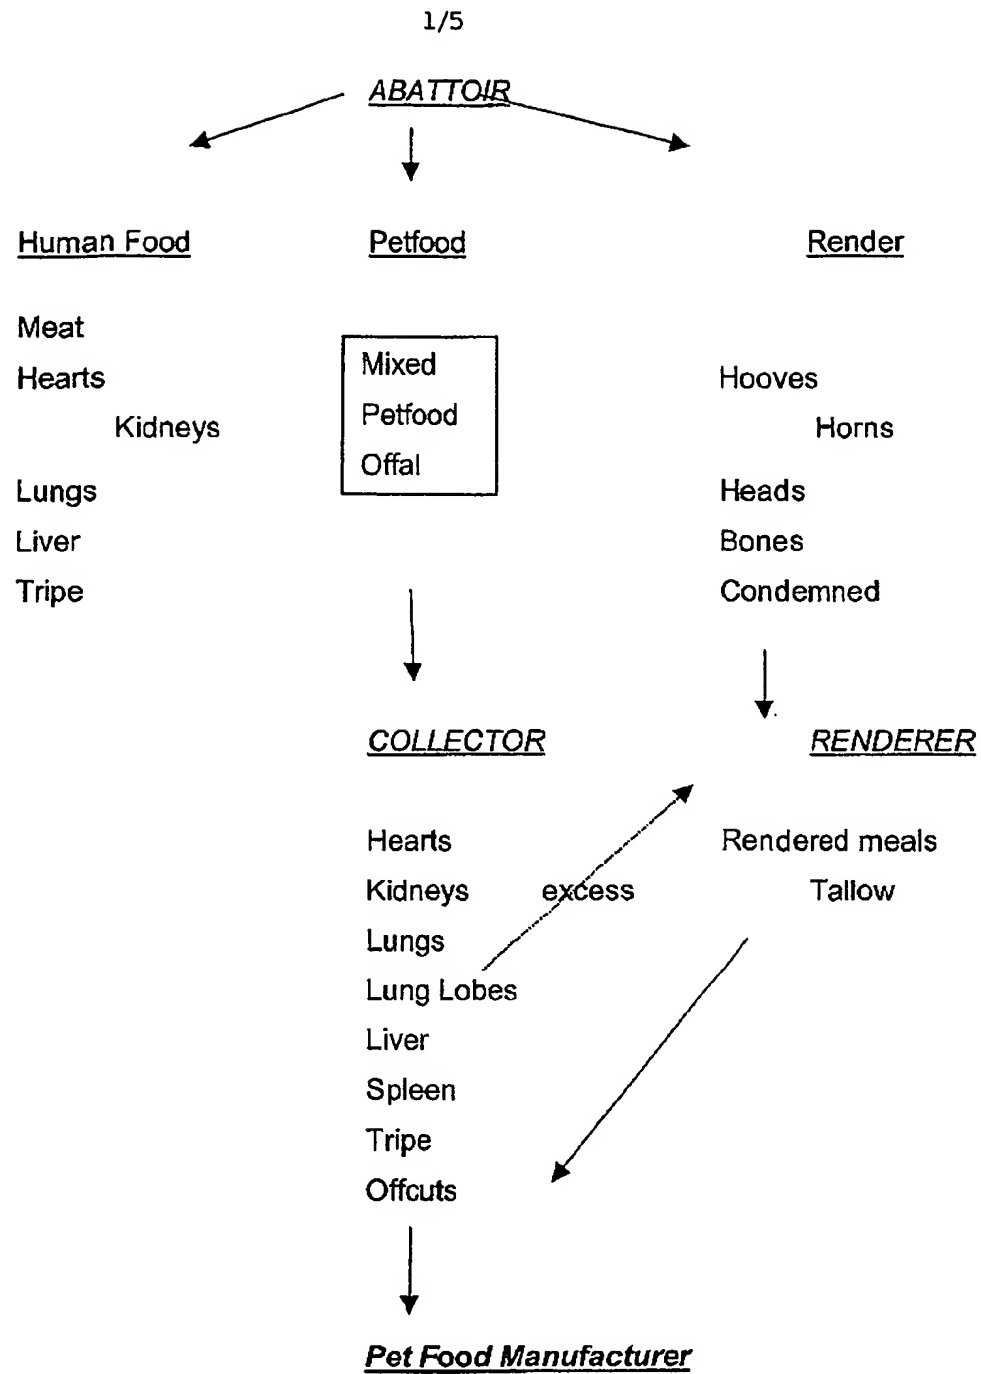 1/5
ABATTOIR
Human Food
Petfood
Render
Meat
Hearts
Kidneys
Lungs
Liver
Tripe
Mixed
Petfood
Offal
Hooves
Horns
Heads
Bones
Condemned
COLLECTOR
RENDERER
Hearts
Kidneys
excess
Lungs
Lung Lobes
Liver
Spleen
Tripe
Offcuts
Rendered meals
Tallow
Pet Food Manufacturer